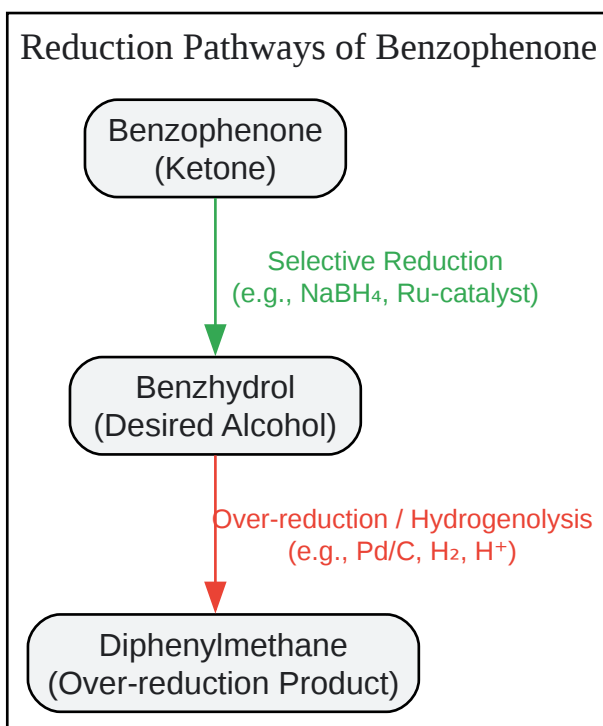 Reduction Pathways of Benzophenone
Benzophenone
(Ketone)
Selective Reduction
(e.g., NaBH₄, Ru-catalyst)
Benzhydrol
(Desired Alcohol)
Over-reduction / Hydrogenolysis
(e.g., Pd/C, H₂, H⁺)
Diphenylmethane
(Over-reduction Product)